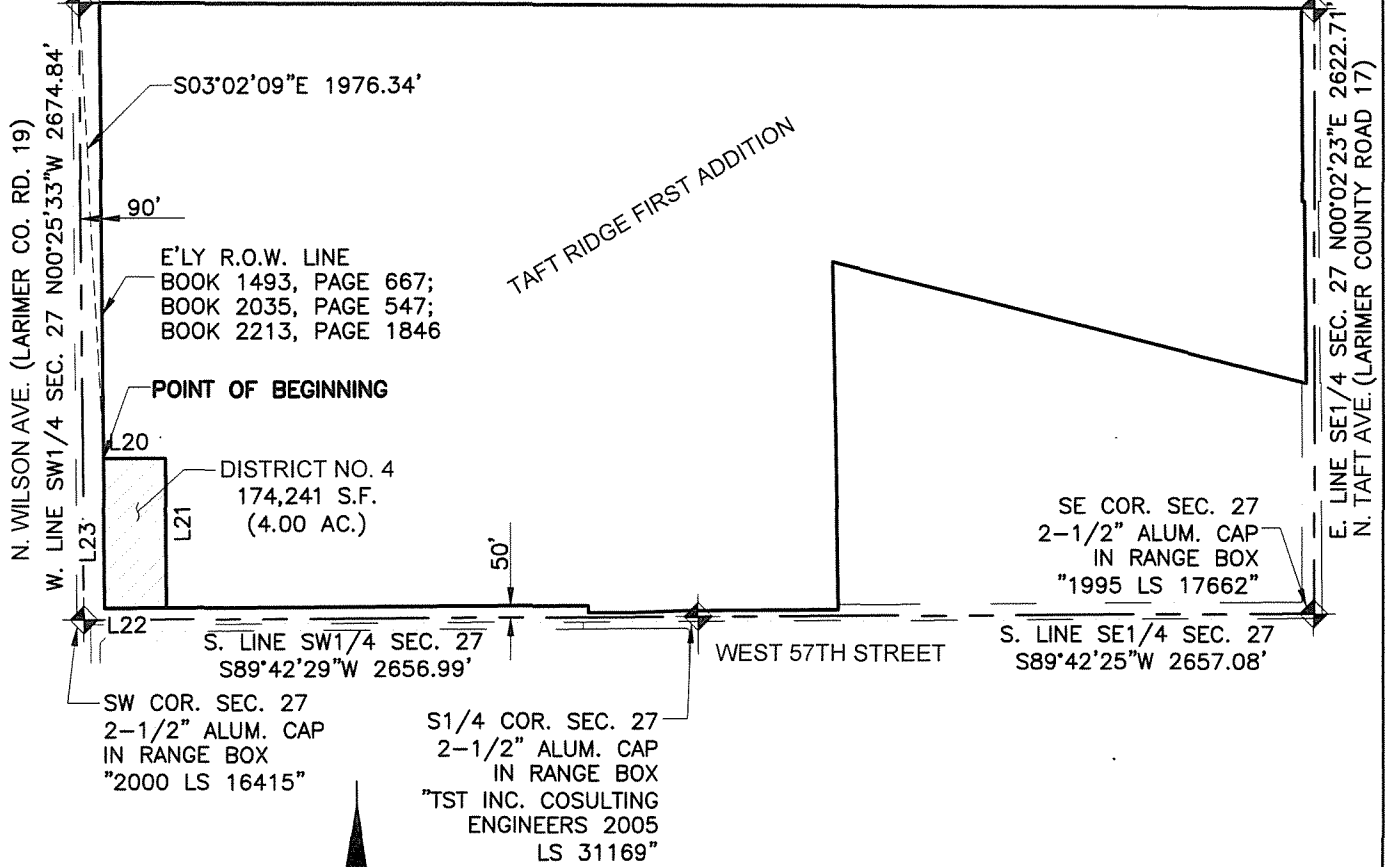 N. WILSON AVE. (LARIMER CO. RD. 19)
W. LINE SW1/4 SEC. 27 N00°25'33"W 2674.84'
S03°02'09"E 1976.34'
90'
E'LY R.O.W. LINE
BOOK 1493, PAGE 667;
BOOK 2035, PAGE 547;
BOOK 2213, PAGE 1846
TAFT RIDGE FIRST ADDITION
E. LINE SE1/4 SEC. 27 N00°02'23"E 2622.71'
N. TAFT AVE. (LARIMER COUNTY ROAD 17)
POINT OF BEGINNING
L20
DISTRICT NO. 4
174,241 S.F.
(4.00 AC.)
L21
L23
L22
50'
SE COR. SEC. 27
2-1/2" ALUM. CAP
IN RANGE BOX
"1995 LS 17662"
S. LINE SW1/4 SEC. 27
S89°42'29"W 2656.99'
WEST 57TH STREET
S. LINE SE1/4 SEC. 27
S89°42'25"W 2657.08'
SW COR. SEC. 27
2-1/2" ALUM. CAP
IN RANGE BOX
"2000 LS 16415"
S1/4 COR. SEC. 27
2-1/2" ALUM. CAP
IN RANGE BOX
"TST INC. COSULTING
ENGINEERS 2005
LS 31169"